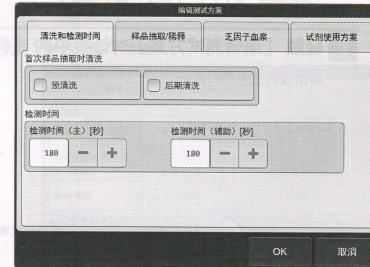 编辑测试方案
清洗和检测时间 样品抽取/稀释 乏因子血浆 试剂使用方案
首次样品抽取时清洗
预清洗 后期清洗
检测时间
检测时间（主）[秒] 检测时间（辅助）[秒]
180 − + 180 − +
OK 取消